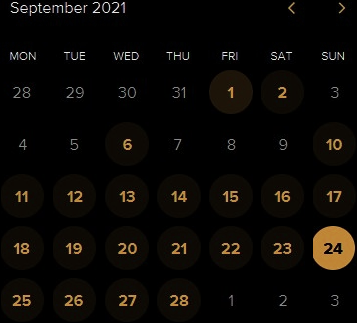 September 2021 < >
MON TUE WED THU FRI SAT SUN
28 29 30 31 1 2 3
4 5 6 7 8 9 10
11 12 13 14 15 16 17
18 19 20 21 22 23 24
25 26 27 28 1 2 3